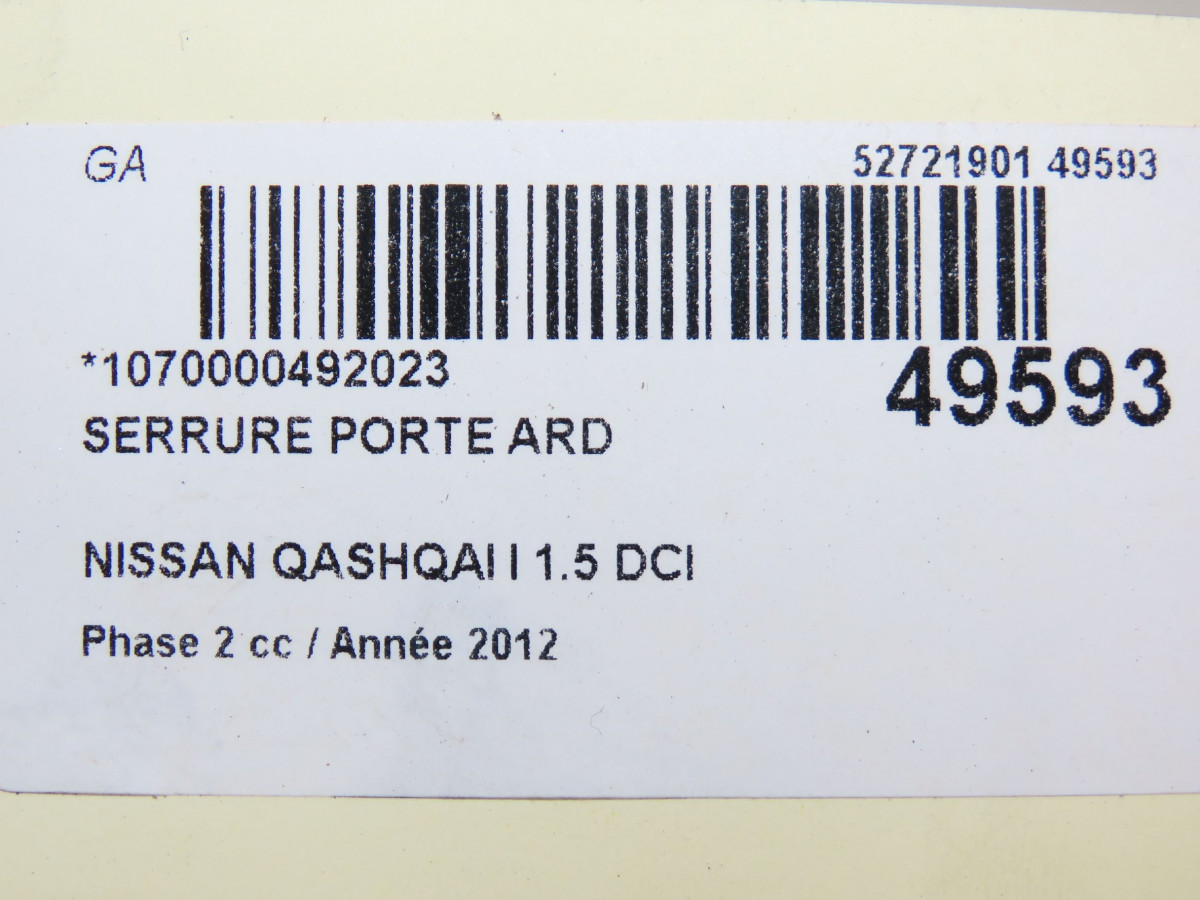 GA 52721901 49593
*1070000492023 49593
SERRURE PORTE ARD
NISSAN QASHQAI I 1.5 DCI
Phase 2 cc / Année 2012